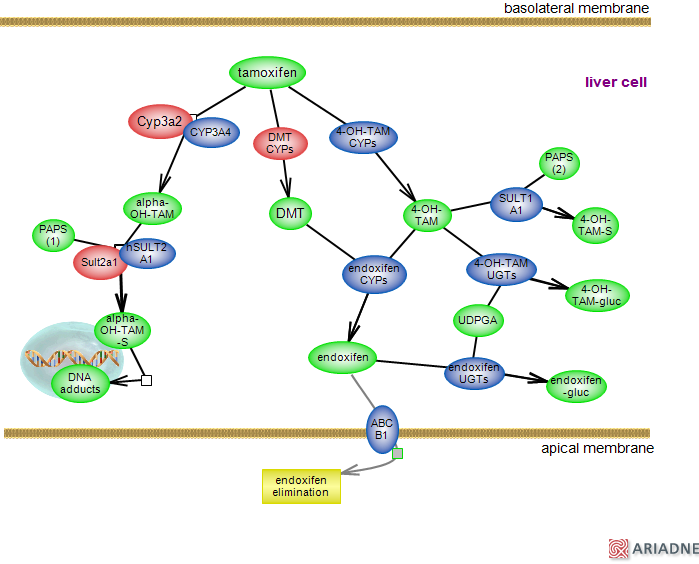 basolateral membrane
tamoxifen
liver cell
Cyp3a2
CYP3A4
DMT
CYPs
4-OH-TAM
CYPs
PAPS
(2)
alpha-
OH-TAM
DMT
4-OH-
TAM
SULT1
A1
4-OH-
TAM-S
PAPS
(1)
Sult2a1
hSULT2
A1
endoxifen
CYPs
4-OH-TAM
UGTs
4-OH-
TAM-gluc
alpha-
OH-TAM
-S
UDPGA
endoxifen
endoxifen
UGTs
endoxifen
-gluc
DNA
adducts
ABC
B1
apical membrane
endoxifen
elimination
ARIADNE